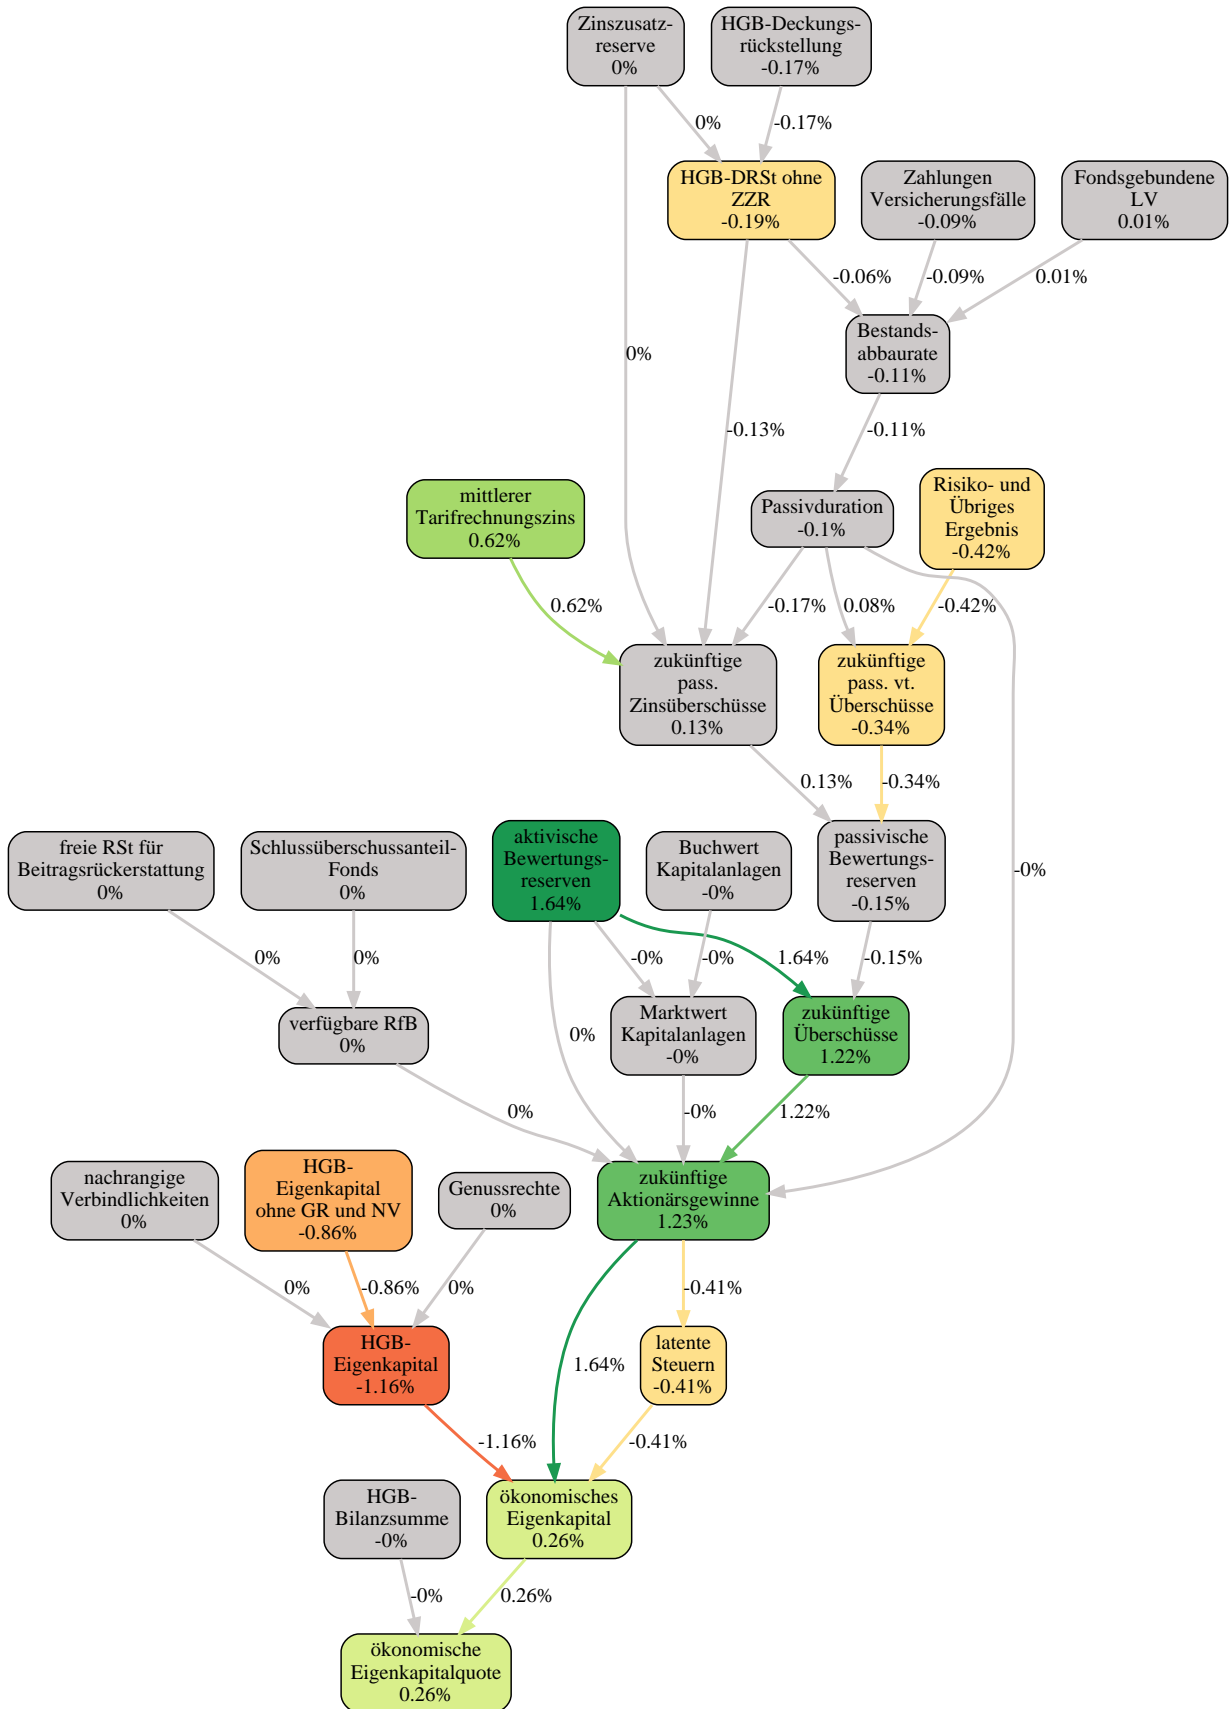 Zinszusatz-
reserve
0%
HGB-Deckungs-
rückstellung
-0.17%
0%
-0.17%
HGB-DRSt ohne
ZZR
-0.19%
Zahlungen
Versicherungsfälle
-0.09%
Fondsgebundene
LV
0.01%
-0.06%
-0.09%
0.01%
Bestands-
abbaurate
-0.11%
0%
-0.13%
-0.11%
mittlerer
Tarifrechnungszins
0.62%
Passivduration
-0.1%
Risiko- und
Übriges
Ergebnis
-0.42%
0.62%
-0.17%
0.08%
-0.42%
zukünftige
pass.
Zinsüberschüsse
0.13%
zukünftige
pass. vt.
Überschüsse
-0.34%
0.13%
-0.34%
freie RSt für
Beitragsrückerstattung
0%
Schlussüberschussanteil-
Fonds
0%
aktivische
Bewertungs-
reserven
1.64%
Buchwert
Kapitalanlagen
-0%
passivische
Bewertungs-
reserven
-0.15%
-0%
0%
0%
-0%
-0%
1.64%
-0.15%
verfügbare RfB
0%
0%
Marktwert
Kapitalanlagen
-0%
zukünftige
Überschüsse
1.22%
0%
-0%
1.22%
nachrangige
Verbindlichkeiten
0%
HGB-
Eigenkapital
ohne GR und NV
-0.86%
Genussrechte
0%
zukünftige
Aktionärsgewinne
1.23%
0%
-0.86%
0%
-0.41%
HGB-
Eigenkapital
-1.16%
1.64%
latente
Steuern
-0.41%
-1.16%
-0.41%
HGB-
Bilanzsumme
-0%
ökonomisches
Eigenkapital
0.26%
-0%
0.26%
ökonomische
Eigenkapitalquote
0.26%